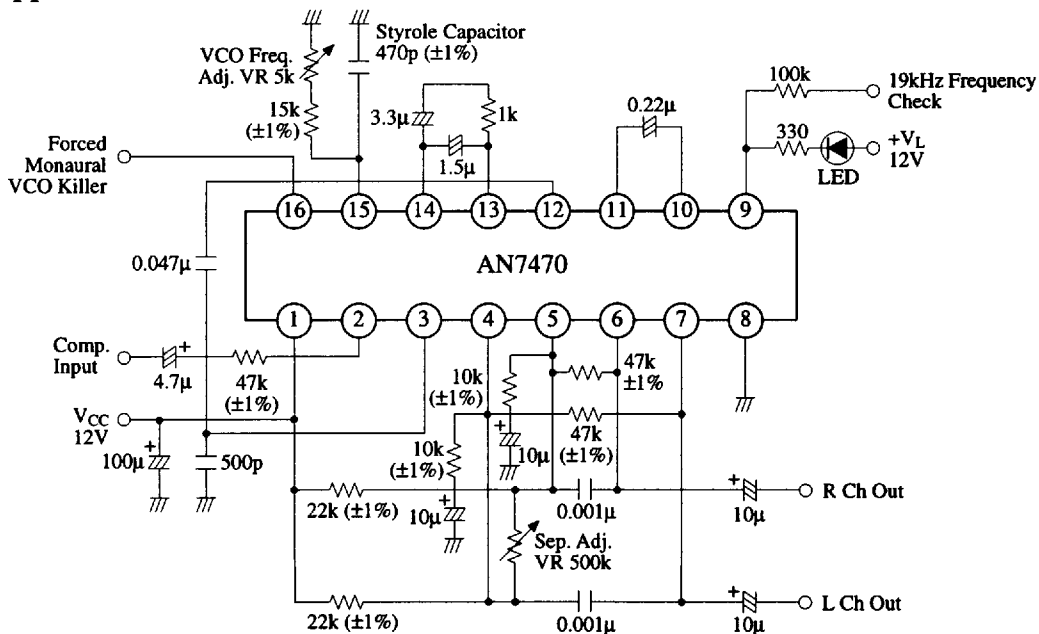 Styrole Capacitor
470p (±1%)
VCO Freq.
Adj. VR 5k
15k
(±1%)
3.3μ
1k
1.5μ
0.22μ
100k
19kHz Frequency
Check
330
+VL
12V
LED
Forced
Monaural
VCO Killer
16 15 14 13 12 11 10 9
0.047μ
AN7470
1 2 3 4 5 6 7 8
Comp.
Input
+
4.7μ
47k
(±1%)
10k
(±1%)
47k
±1%
VCC
12V
+
100μ
500p
10k
(±1%)
+
10μ
47k
(±1%)
22k (±1%)
+
10μ
0.001μ
+
10μ
R Ch Out
Sep. Adj.
VR 500k
22k (±1%)
0.001μ
+
10μ
L Ch Out